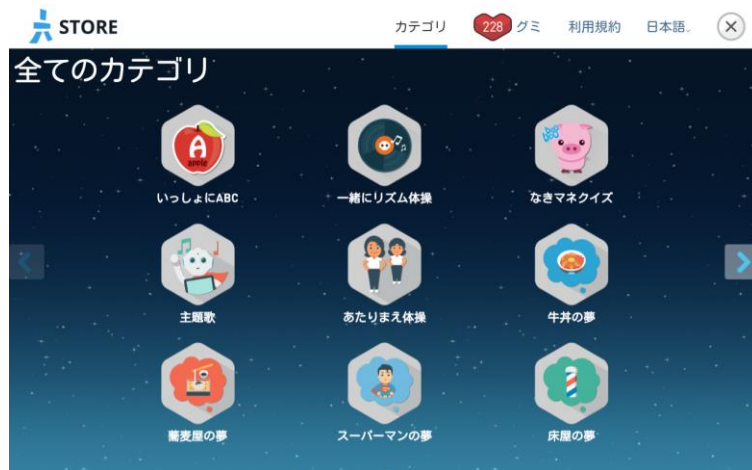 STORE
カテゴリ
228 グミ
利用規約
日本語
全てのカテゴリ
A
apple
いっしょにABC
一緒にリズム体操
なきマネクイズ
主題歌
あたりまえ体操
牛丼の夢
蕎麦屋の夢
スーパーマンの夢
床屋の夢